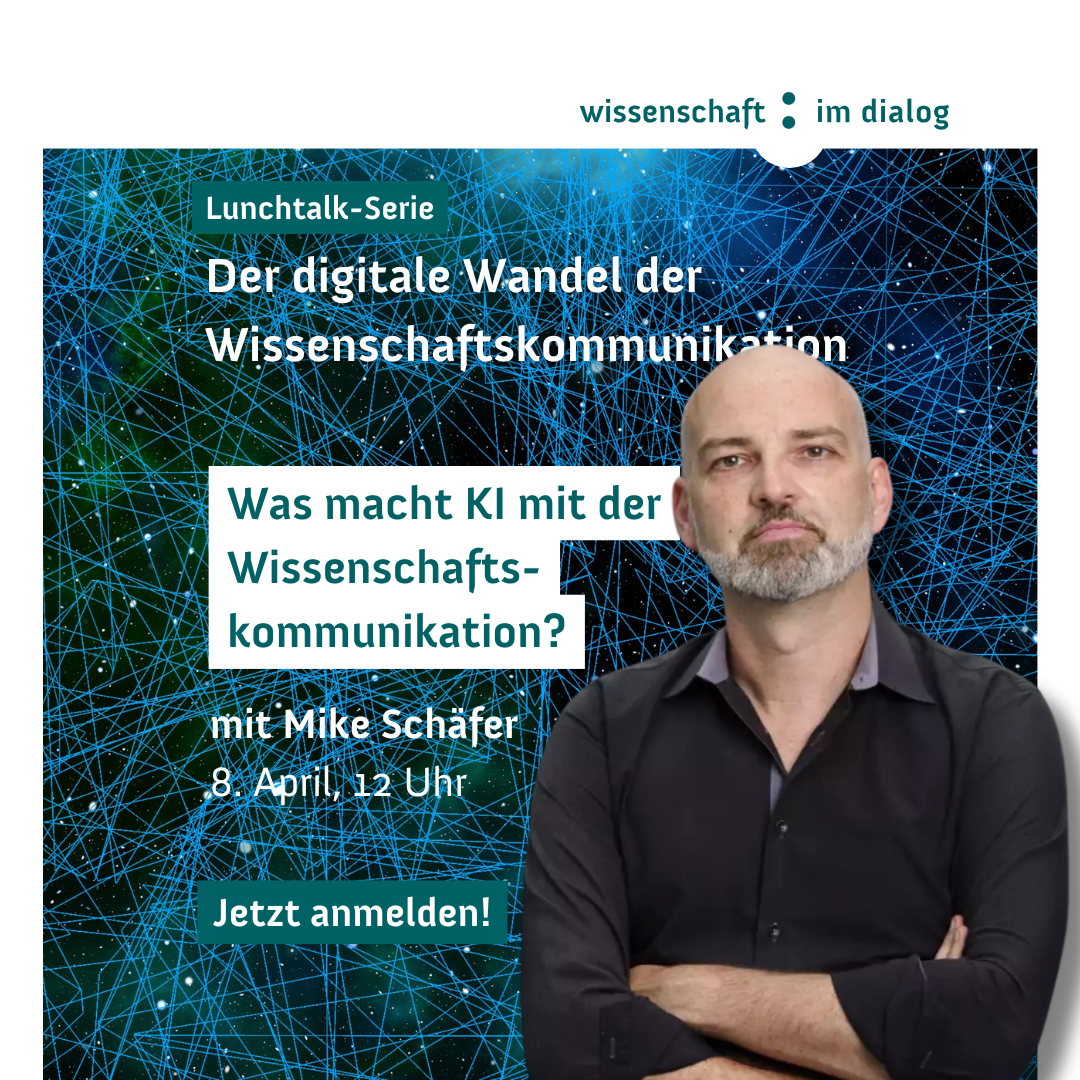 wissenschaft : im dialog
Lunchtalk-Serie
Der digitale Wandel der
Wissenschaftskommunikation
Was macht KI mit der
Wissenschafts-
kommunikation?
mit Mike Schäfer
8. April, 12 Uhr
Jetzt anmelden!